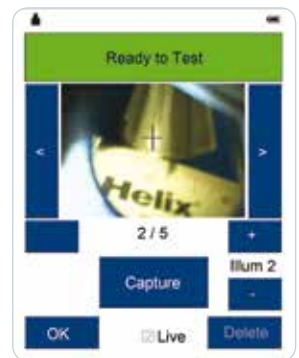 Ready to Test
< >
Helix
2 / 5 +
Illum 2
Capture -
OK Live Delete